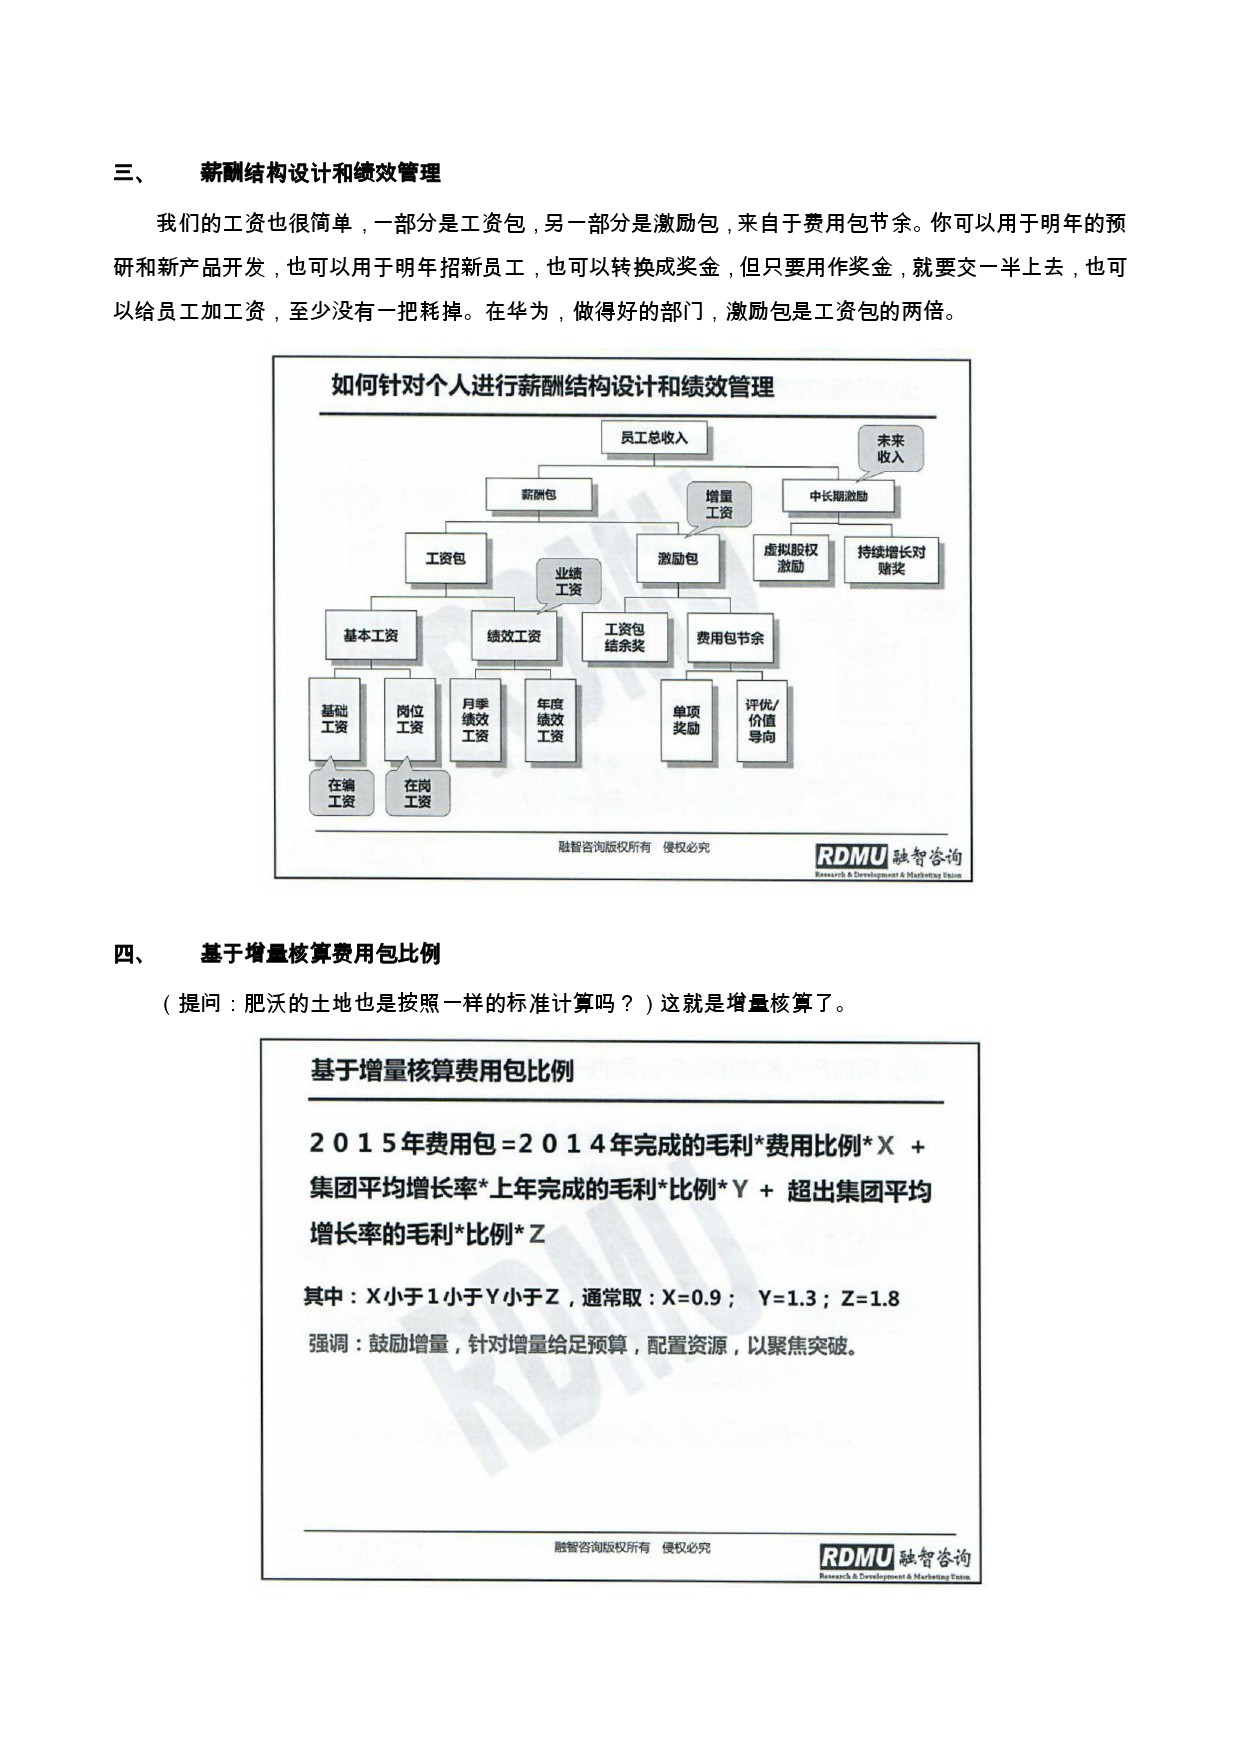 三、 薪酬结构设计和绩效管理
我们的工资也很简单，一部分是工资包，另一部分是激励包，来自于费用包节余。你可以用于明年的预
研和新产品开发，也可以用于明年招新员工，也可以转换成奖金，但只要用作奖金，就要交一半上去，也可
以给员工加工资，至少没有一把耗掉。在华为，做得好的部门，激励包是工资包的两倍。
如何针对个人进行薪酬结构设计和绩效管理
员工总收入
未来
收入
薪酬包
增量
工资
中长期激励
工资包
业绩
工资
激励包
虚拟股权
激励
持续增长对
赌奖
基本工资
绩效工资
工资包
结余奖
费用包节余
基础
工资
岗位
工资
月季
绩效
工资
年度
绩效
工资
单项
奖励
评优/
价值
导向
在编
工资
在岗
工资
融智咨询版权所有 侵权必究
RDMU 融智咨询
Research & Development & Marketing Union
RDMU
四、 基于增量核算费用包比例
（提问：肥沃的土地也是按照一样的标准计算吗？）这就是增量核算了。
基于增量核算费用包比例
2015年费用包=2014年完成的毛利*费用比例*X +
集团平均增长率*上年完成的毛利*比例*Y + 超出集团平均
增长率的毛利*比例*Z
其中：X小于1小于Y小于Z，通常取：X=0.9； Y=1.3；Z=1.8
强调：鼓励增量，针对增量给足预算，配置资源，以聚焦突破。
融智咨询版权所有 侵权必究
RDMU 融智咨询
Research & Development & Marketing Union
RDMU